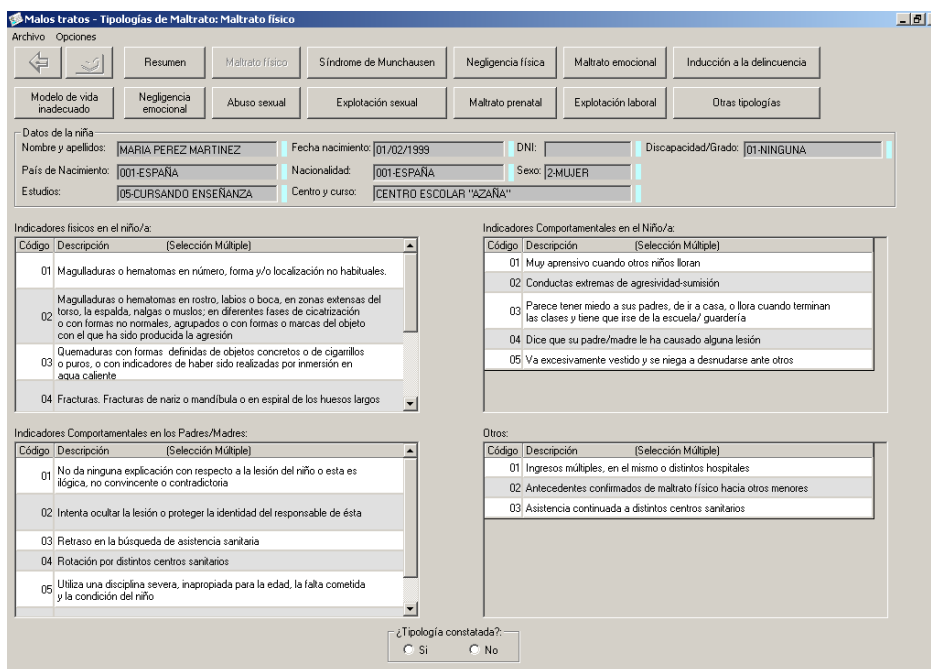 Malos tratos - Tipologías de Maltrato: Maltrato físico
Archivo Opciones
Resumen Maltrato físico Síndrome de Munchausen Negligencia física Maltrato emocional Inducción a la delincuencia
Modelo de vida inadecuado Negligencia emocional Abuso sexual Explotación sexual Maltrato prenatal Explotación laboral Otras tipologías
Datos de la niña
Nombre y apellidos: MARIA PEREZ MARTINEZ Fecha nacimiento: 01/02/1999 DNI: Discapacidad/Grado: 01-NINGUNA
País de Nacimiento: 001-ESPAÑA Nacionalidad: 001-ESPAÑA Sexo: 2-MUJER
Estudios: 05-CURSANDO ENSEÑANZA Centro y curso: CENTRO ESCOLAR "AZAÑA"
Indicadores físicos en el niño/a:
Código Descripción (Selección Múltiple)
01 Magulladuras o hematomas en número, forma y/o localización no habituales.
02 Magulladuras o hematomas en rostro, labios o boca, en zonas extensas del
torso, la espalda, nalgas o muslos; en diferentes fases de cicatrización
o con formas no normales, agrupados o con formas o marcas del objeto
con el que ha sido producida la agresión
03 Quemaduras con formas definidas de objetos concretos o de cigarrillos
o puros, o con indicadores de haber sido realizadas por inmersión en
agua caliente
04 Fracturas. Fracturas de nariz o mandíbula o en espiral de los huesos largos
Indicadores Comportamentales en el Niño/a:
Código Descripción (Selección Múltiple)
01 Muy aprensivo cuando otros niños lloran
02 Conductas extremas de agresividad-sumisión
03 Parece tener miedo a sus padres, de ir a casa, o llora cuando terminan
las clases y tiene que irse de la escuela/ guardería
04 Dice que su padre/madre le ha causado alguna lesión
05 Va excesivamente vestido y se niega a desnudarse ante otros
Indicadores Comportamentales en los Padres/Madres:
Código Descripción (Selección Múltiple)
01 No da ninguna explicación con respecto a la lesión del niño o esta es
ilógica, no convincente o contradictoria
02 Intenta ocultar la lesión o proteger la identidad del responsable de ésta
03 Retraso en la búsqueda de asistencia sanitaria
04 Rotación por distintos centros sanitarios
05 Utiliza una disciplina severa, inapropiada para la edad, la falta cometida
y la condición del niño
Otros:
Código Descripción (Selección Múltiple)
01 Ingresos múltiples, en el mismo o distintos hospitales
02 Antecedentes confirmados de maltrato físico hacia otros menores
03 Asistencia continuada a distintos centros sanitarios
¿Tipología constatada?:
Si No